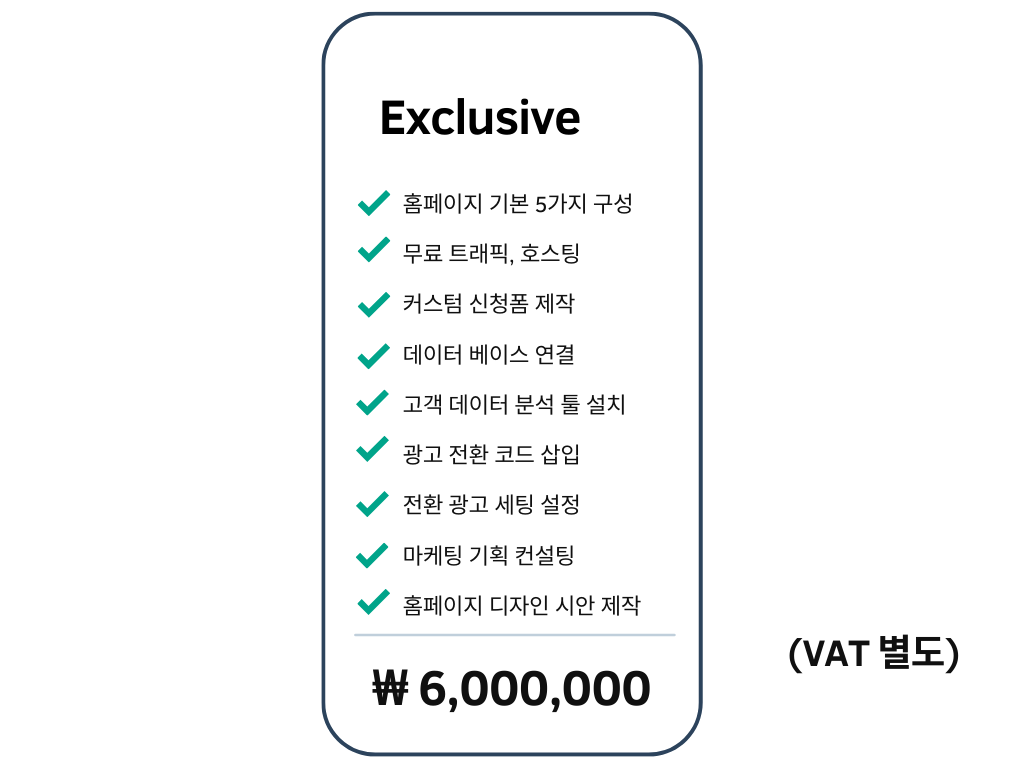 Exclusive
홈페이지 기본 5가지 구성
무료 트래픽, 호스팅
커스텀 신청폼 제작
데이터 베이스 연결
고객 데이터 분석 툴 설치
광고 전환 코드 삽입
전환 광고 세팅 설정
마케팅 기획 컨설팅
홈페이지 디자인 시안 제작
₩ 6,000,000
(VAT 별도)